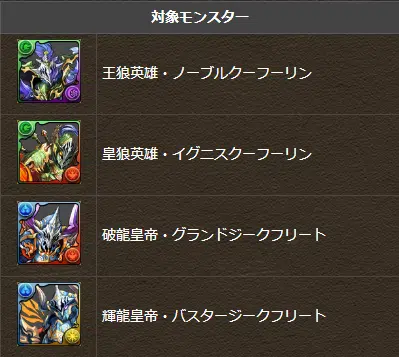 対象モンスター
王狼英雄・ノーブルクーフーリン
皇狼英雄・イグニスクーフーリン
破龍皇帝・グランドジークフリート
輝龍皇帝・バスタージークフリート